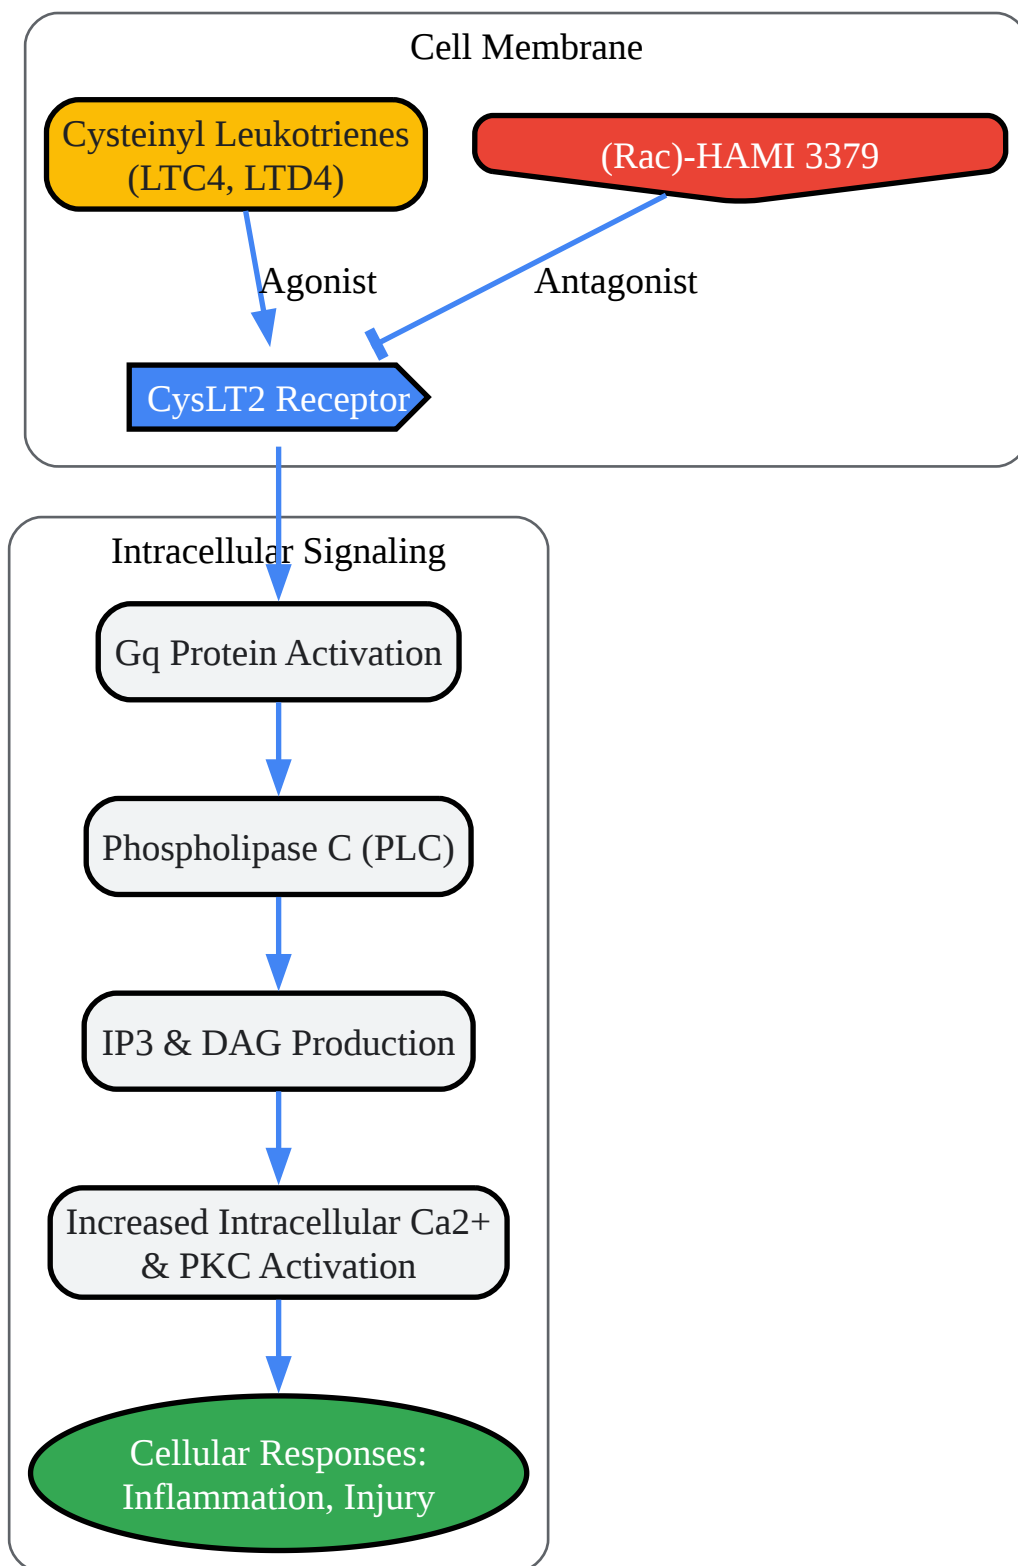 Cell Membrane
Cysteinyl Leukotrienes
(LTC4, LTD4)
(Rac)-HAMI 3379
Agonist
Antagonist
CysLT2 Receptor
Intracellular Signaling
Gq Protein Activation
Phospholipase C (PLC)
IP3 & DAG Production
Increased Intracellular Ca2+
& PKC Activation
Cellular Responses:
Inflammation, Injury